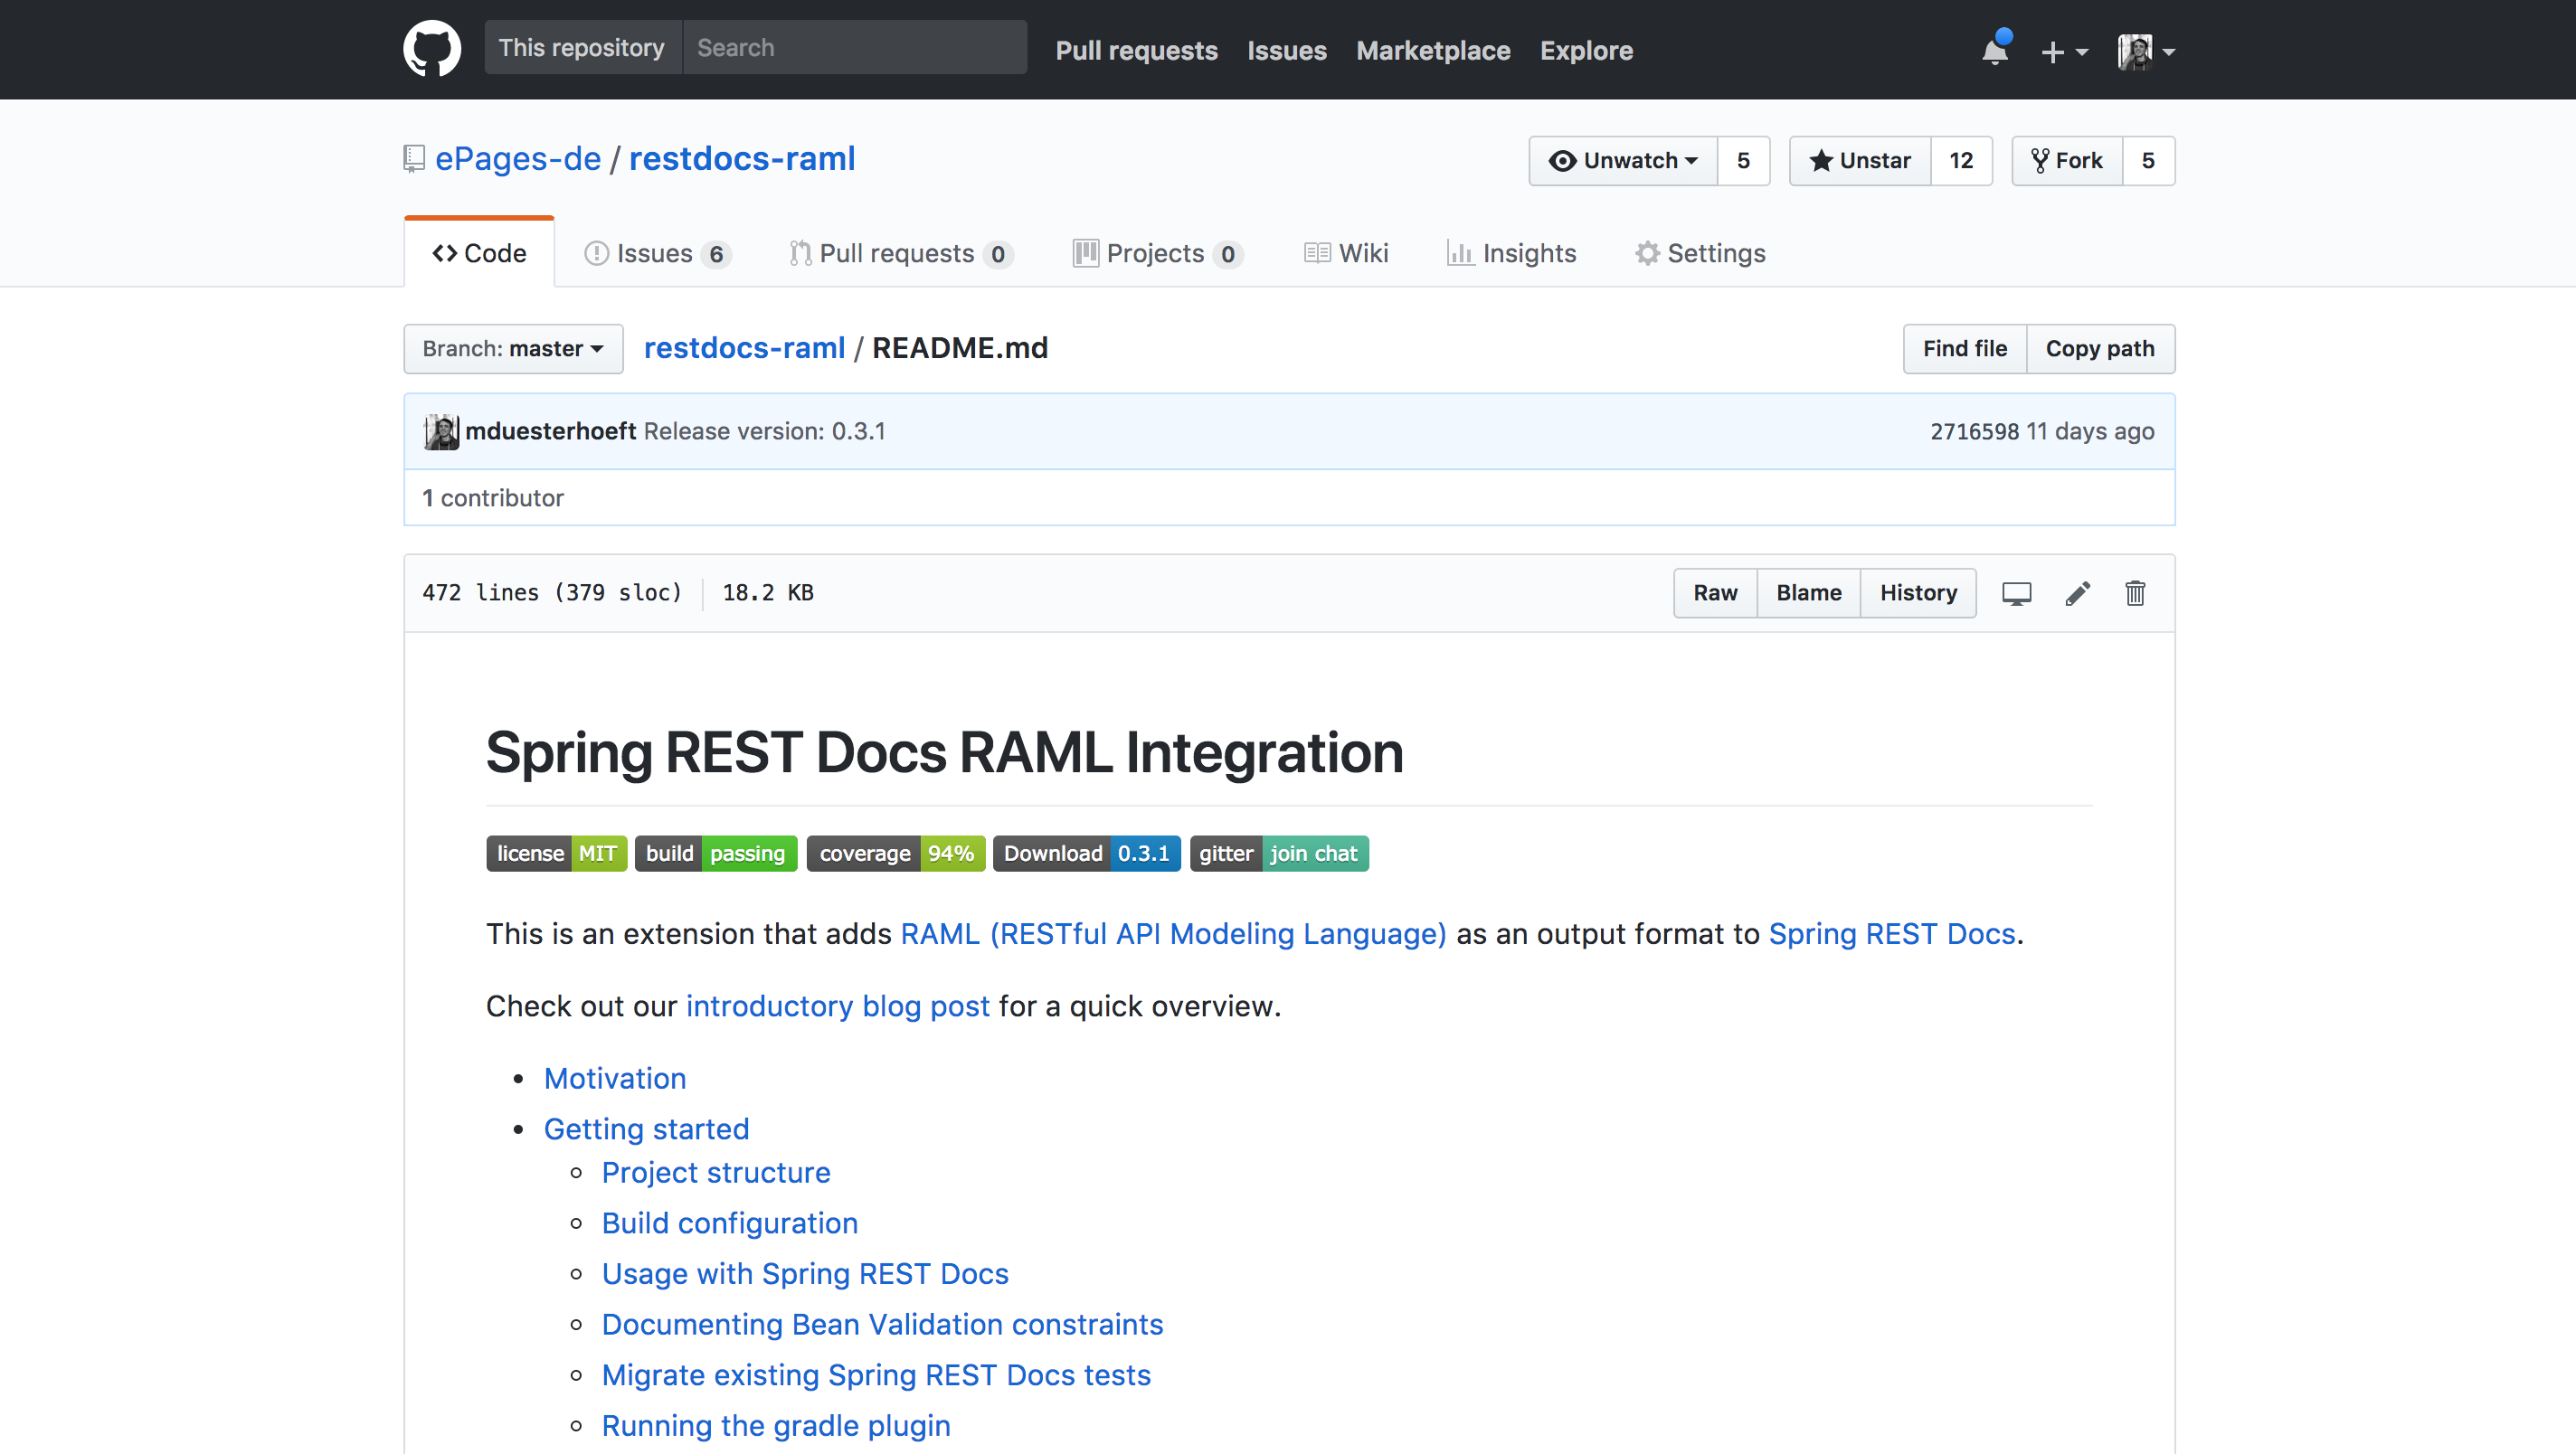 This repository Search Pull requests Issues Marketplace Explore
ePages-de / restdocs-raml Unwatch 5 Unstar 12 Fork 5
Code Issues 6 Pull requests 0 Projects 0 Wiki Insights Settings
Branch: master restdocs-raml / README.md Find file Copy path
mduesterhoeft Release version: 0.3.1 2716598 11 days ago
1 contributor
472 lines (379 sloc) 18.2 KB Raw Blame History
Spring REST Docs RAML Integration
license MIT build passing coverage 94% Download 0.3.1 gitter join chat
This is an extension that adds RAML (RESTful API Modeling Language) as an output format to Spring REST Docs.
Check out our introductory blog post for a quick overview.
Motivation
Getting started
Project structure
Build configuration
Usage with Spring REST Docs
Documenting Bean Validation constraints
Migrate existing Spring REST Docs tests
Running the gradle plugin